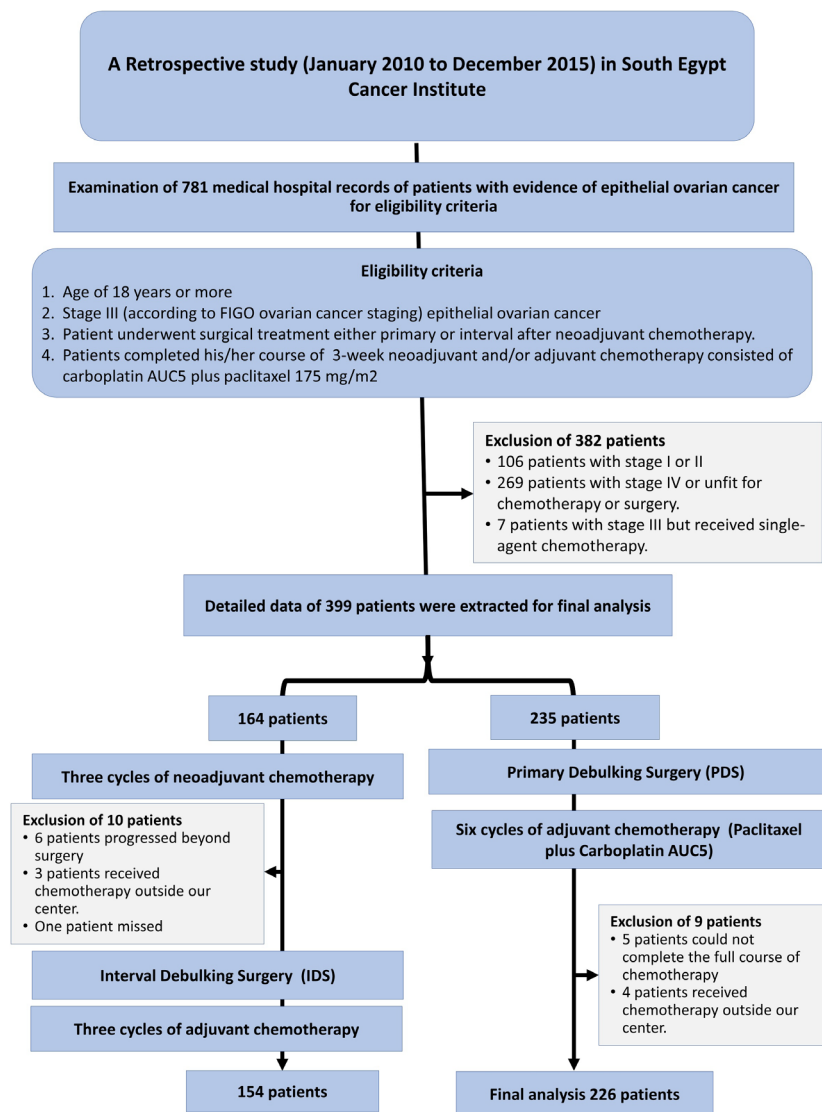 A Retrospective study (January 2010 to December 2015) in South Egypt
Cancer Institute
Examination of 781 medical hospital records of patients with evidence of epithelial ovarian cancer
for eligibility criteria
Eligibility criteria
1. Age of 18 years or more
2. Stage III (according to FIGO ovarian cancer staging) epithelial ovarian cancer
3. Patient underwent surgical treatment either primary or interval after neoadjuvant chemotherapy.
4. Patients completed his/her course of 3-week neoadjuvant and/or adjuvant chemotherapy consisted of
carboplatin AUC5 plus paclitaxel 175 mg/m2
Exclusion of 382 patients
• 106 patients with stage I or II
• 269 patients with stage IV or unfit for
chemotherapy or surgery.
• 7 patients with stage III but received single-
agent chemotherapy.
Detailed data of 399 patients were extracted for final analysis
164 patients
235 patients
Three cycles of neoadjuvant chemotherapy
Primary Debulking Surgery (PDS)
Exclusion of 10 patients
• 6 patients progressed beyond
surgery
• 3 patients received
chemotherapy outside our
center.
• One patient missed
Six cycles of adjuvant chemotherapy (Paclitaxel
plus Carboplatin AUC5)
Exclusion of 9 patients
• 5 patients could not
complete the full course of
chemotherapy
• 4 patients received
chemotherapy outside our
center.
Interval Debulking Surgery (IDS)
Three cycles of adjuvant chemotherapy
154 patients
Final analysis 226 patients